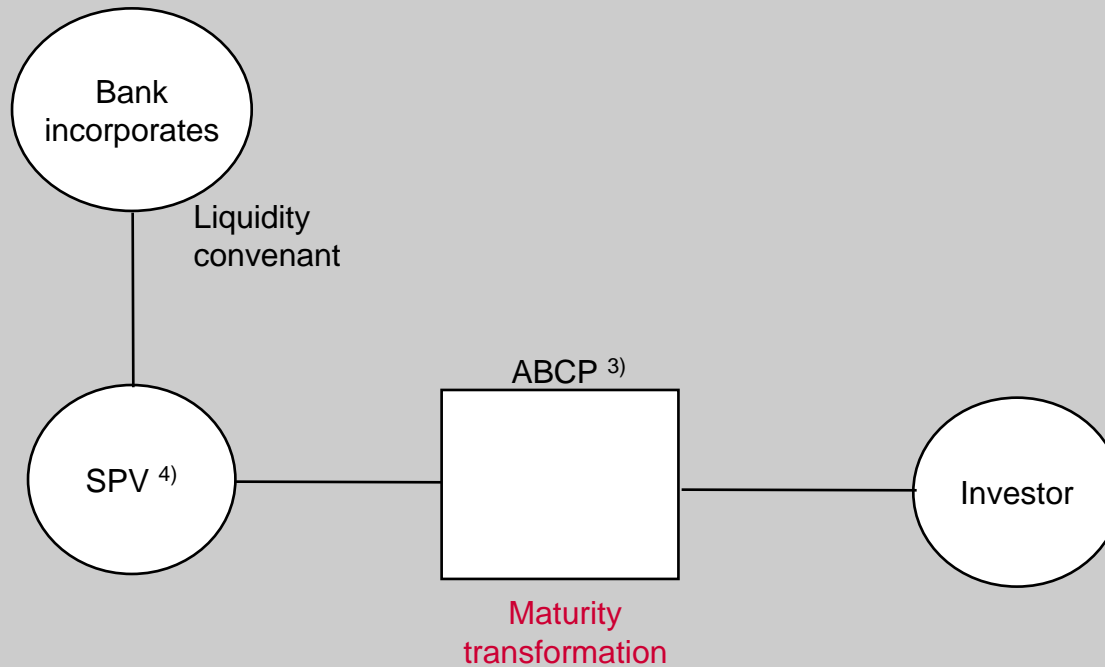 Bank
incorporates
Liquidity
convenant
ABCP 3)
SPV 4)
Investor
Maturity
transformation